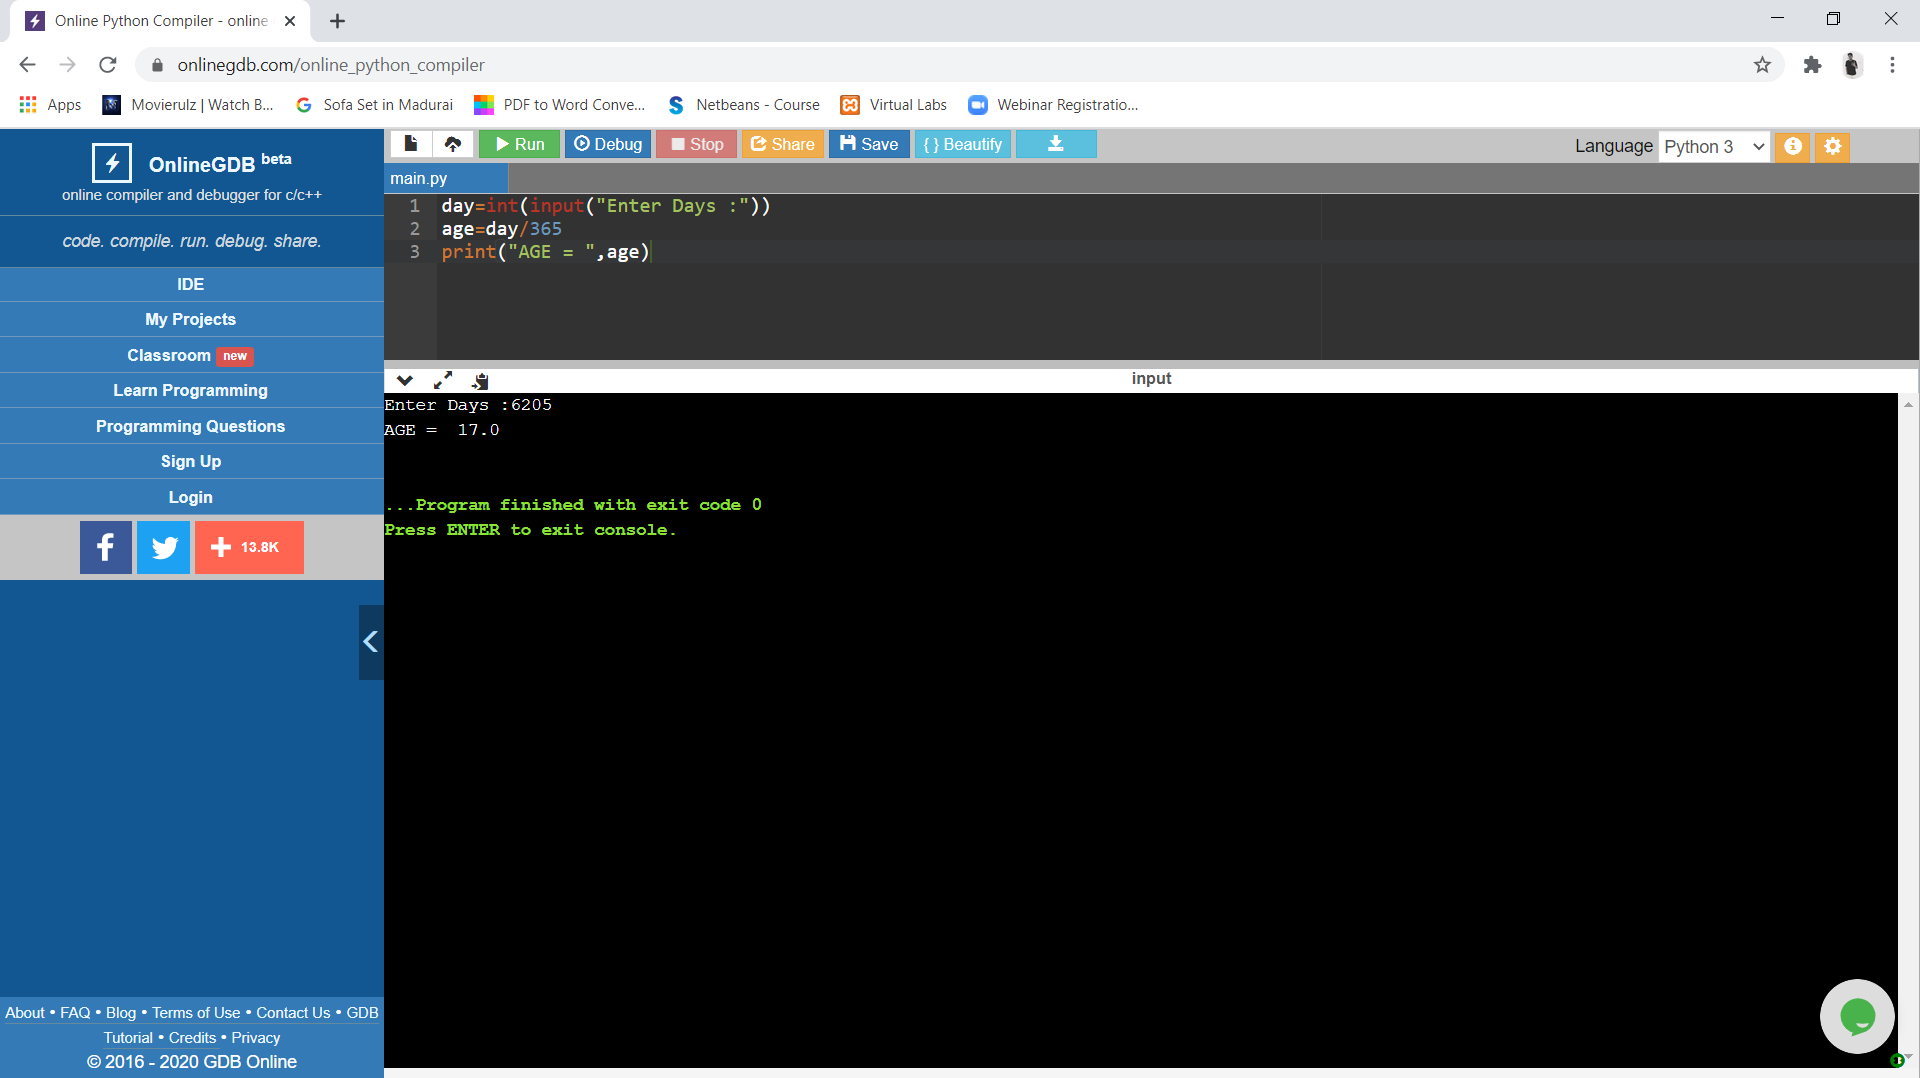 Online Python Compiler - online
onlinegdb.com/online_python_compiler
Apps Movierulz | Watch B... Sofa Set in Madurai PDF to Word Conve... Netbeans - Course Virtual Labs Webinar Registratio...
OnlineGDB beta
online compiler and debugger for c/c++
code. compile. run. debug. share.
IDE
My Projects
Classroom new
Learn Programming
Programming Questions
Sign Up
Login
13.8K
About • FAQ • Blog • Terms of Use • Contact Us • GDB
Tutorial • Credits • Privacy
© 2016 - 2020 GDB Online
Run Debug Stop Share Save { } Beautify
Language Python 3
main.py
1 day=int(input("Enter Days :"))
2 age=day/365
3 print("AGE = ",age)
input
Enter Days :6205
AGE =  17.0
...Program finished with exit code 0
Press ENTER to exit console.